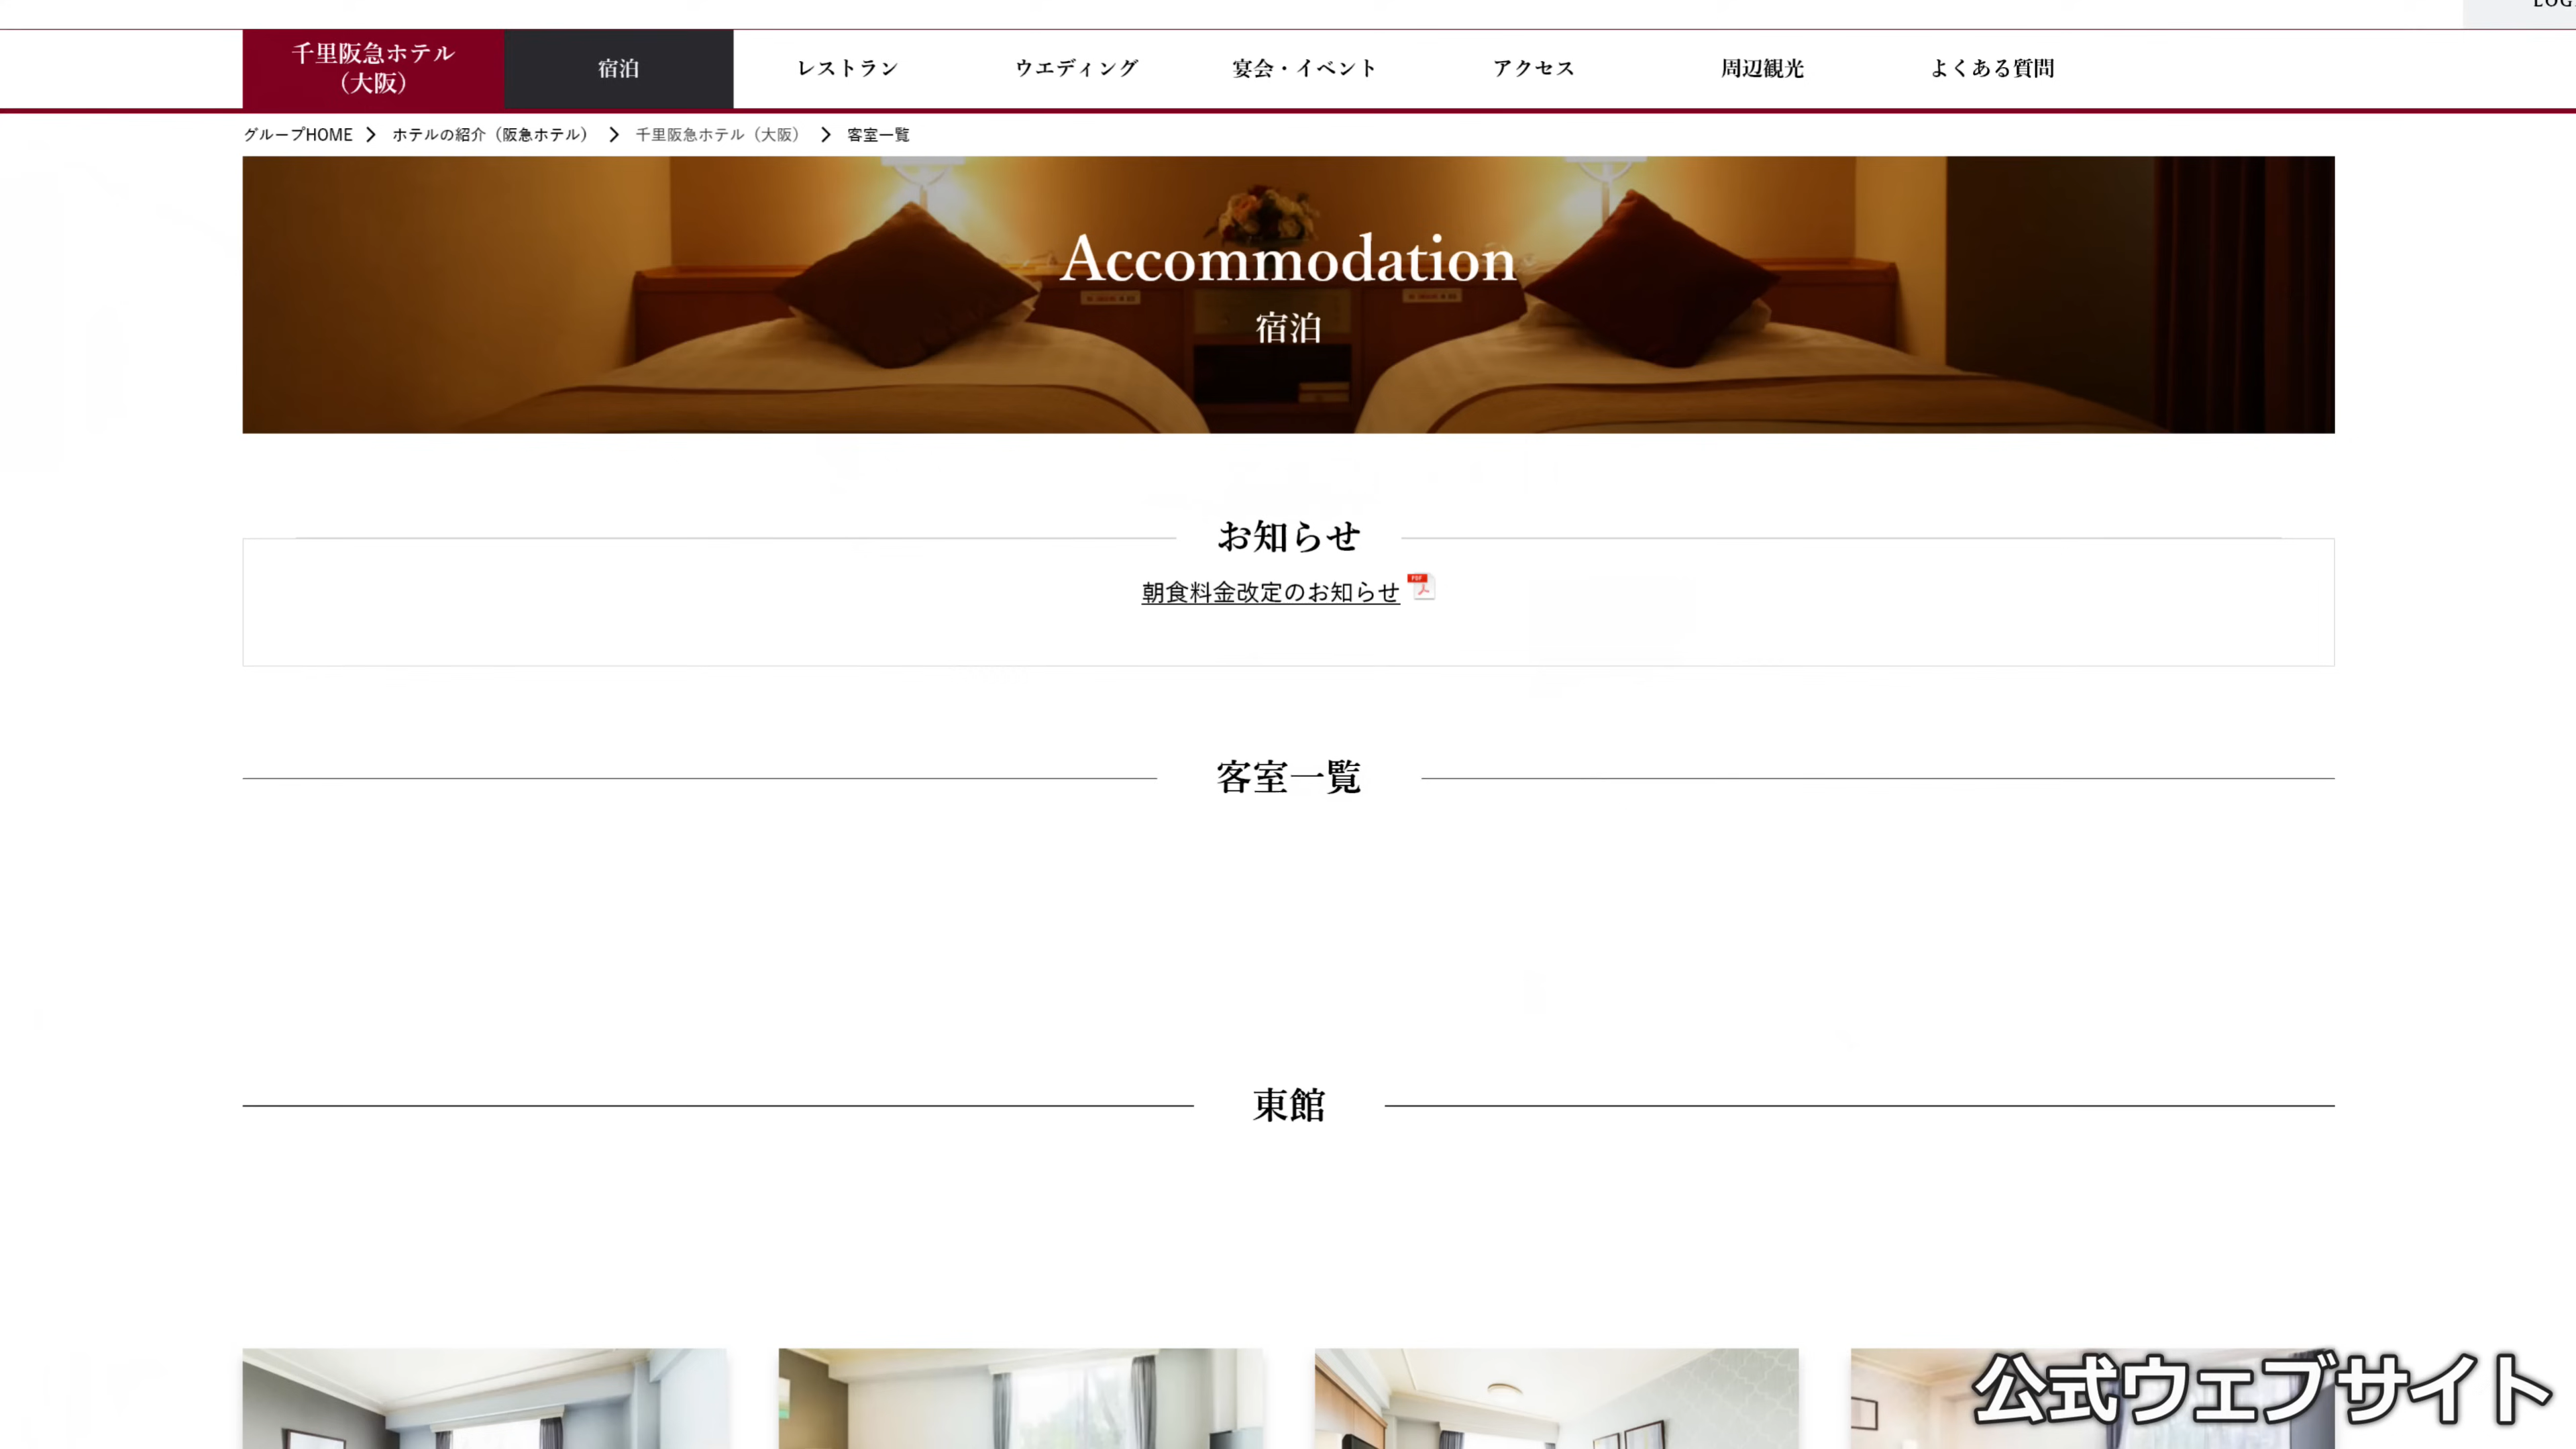 千里阪急ホテル
（大阪）
宿泊
レストラン
ウエディング
宴会・イベント
アクセス
周辺観光
よくある質問
グループHOME > ホテルの紹介（阪急ホテル） > 千里阪急ホテル（大阪） > 客室一覧
Accommodation
宿泊
お知らせ
朝食料金改定のお知らせ
PDF
客室一覧
東館
公式ウェブサイト